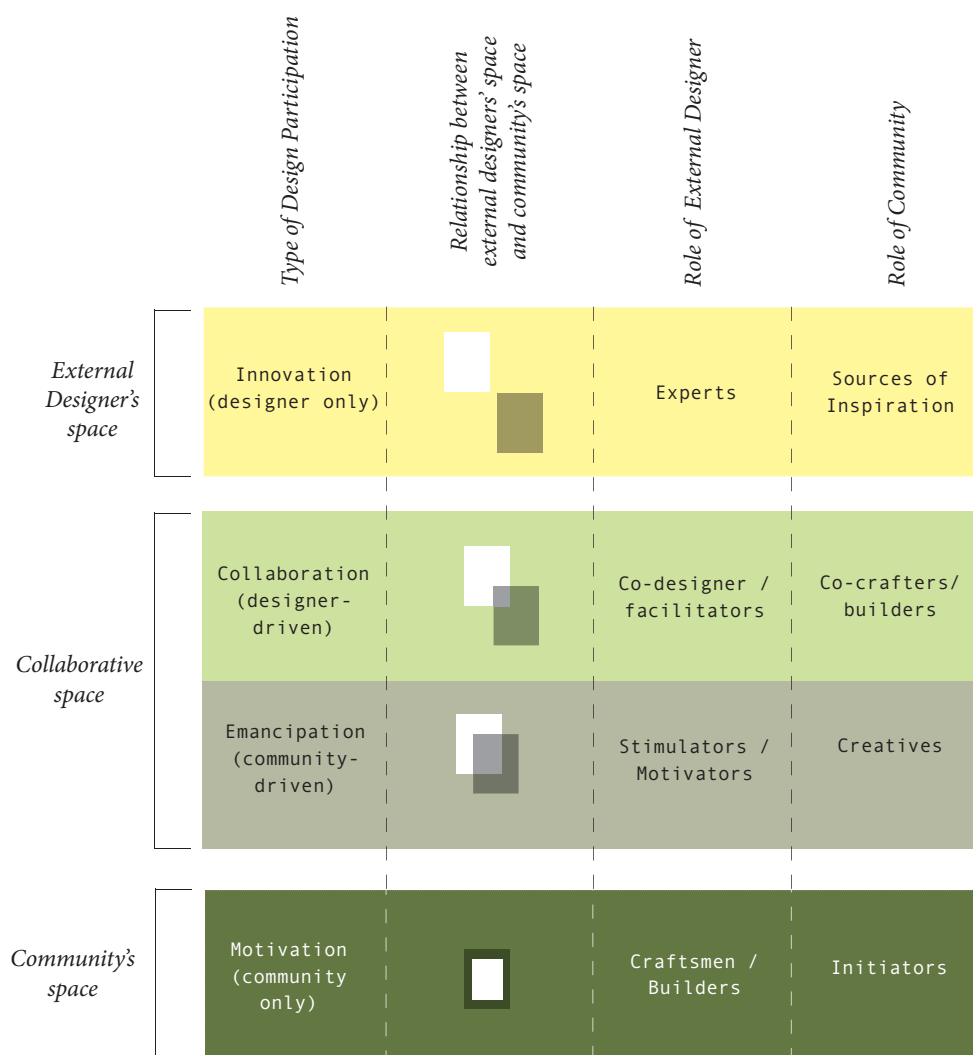 Type of Design Participation
Relationship between
external designers' space
and community's space
Role of External Designer
Role of Community
External
Designer's
space
Innovation
(designer only)
Experts
Sources of
Inspiration
Collaborative
space
Collaboration
(designer-
driven)
Co-designer /
facilitators
Co-crafters/
builders
Emancipation
(community-
driven)
Stimulators /
Motivators
Creatives
Community's
space
Motivation
(community
only)
Craftsmen /
Builders
Initiators